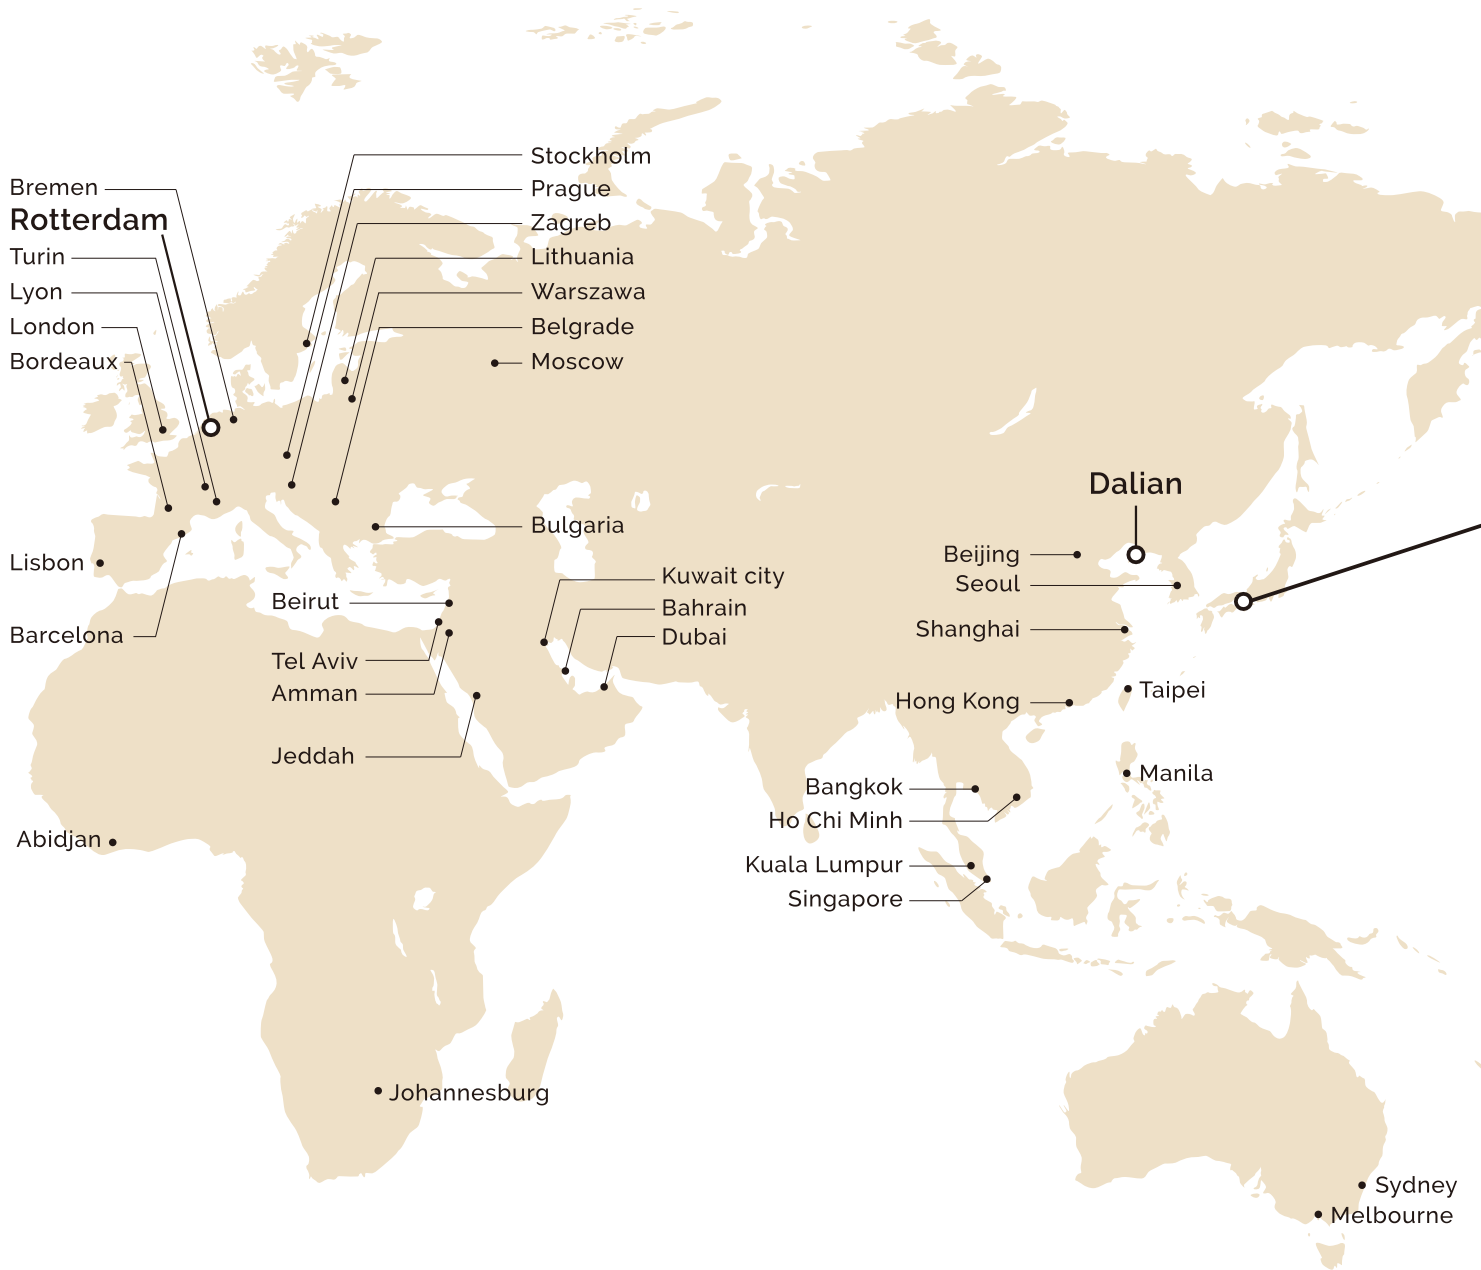 Stockholm
Bremen
Prague
Rotterdam
Zagreb
Turin
Lithuania
Lyon
Warszawa
London
Belgrade
Bordeaux
Moscow
Dalian
Bulgaria
Lisbon
Beijing
Kuwait city
Seoul
Beirut
Bahrain
Barcelona
Shanghai
Dubai
Tel Aviv
Amman
Taipei
Hong Kong
Jeddah
Manila
Bangkok
Ho Chi Minh
Abidjan
Kuala Lumpur
Singapore
Johannesburg
Sydney
Melbourne